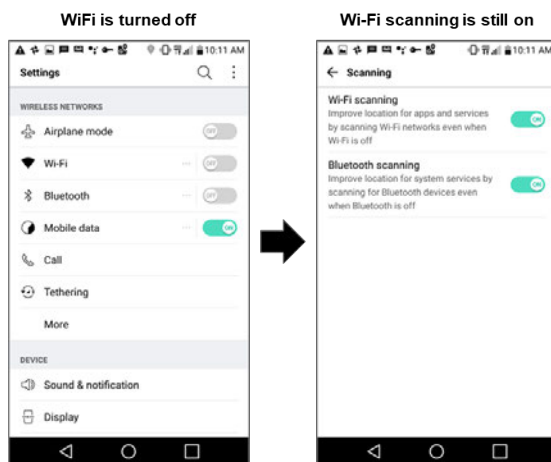 WiFi is turned off
10:11 AM
Settings
WIRELESS NETWORKS
Airplane mode
OFF
Wi-Fi
OFF
Bluetooth
OFF
Mobile data
ON
Call
Tethering
More
DEVICE
Sound & notification
Display
Wi-Fi scanning is still on
10:11 AM
Scanning
Wi-Fi scanning
Improve location for apps and services
by scanning Wi-Fi networks even when
Wi-Fi is off
ON
Bluetooth scanning
Improve location for system services by
scanning for Bluetooth devices even
when Bluetooth is off
ON